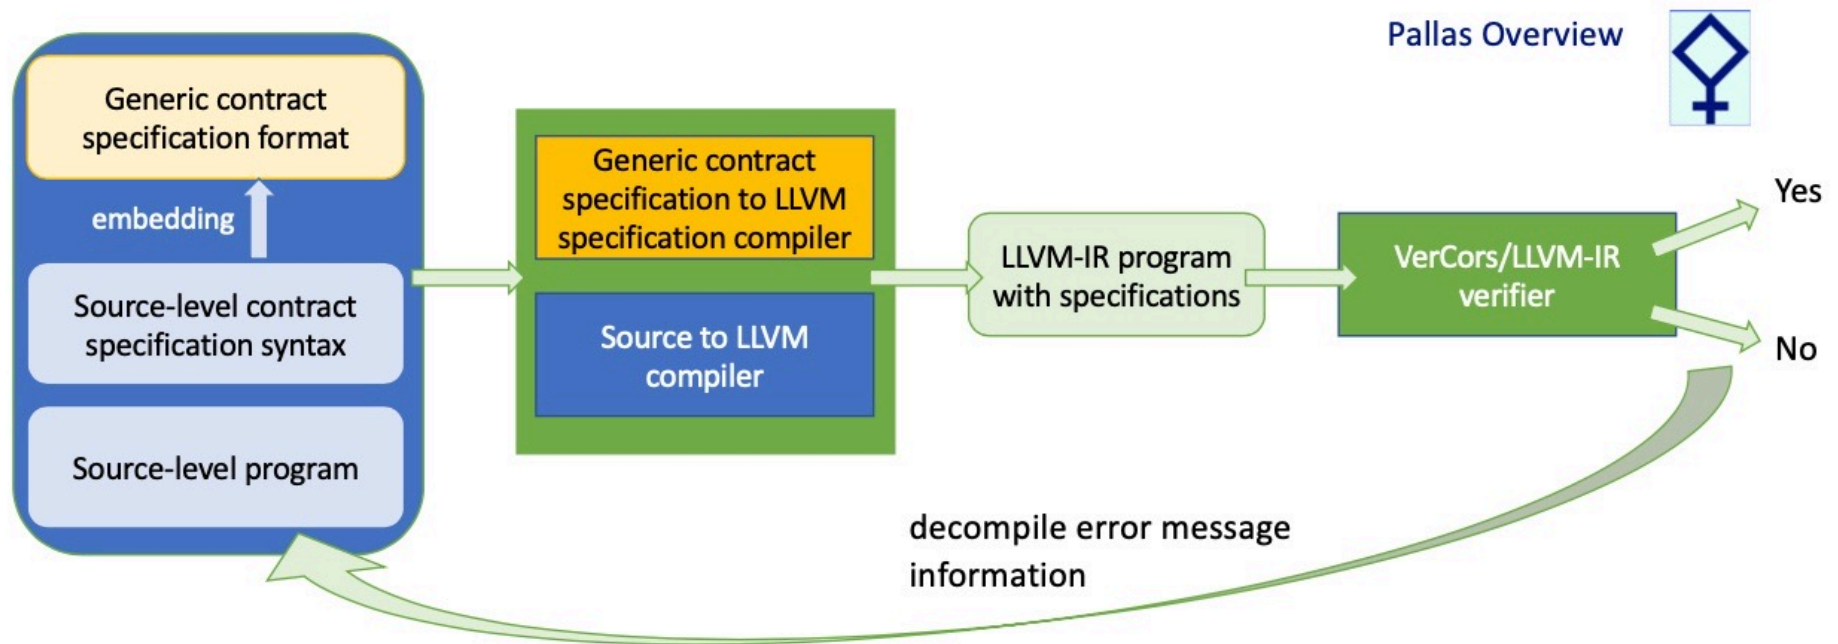 Pallas Overview
Generic contract
specification format
embedding
Source-level contract
specification syntax
Source-level program
Generic contract
specification to LLVM
specification compiler
Source to LLVM
compiler
LLVM-IR program
with specifications
VerCors/LLVM-IR
verifier
Yes
No
decompile error message
information